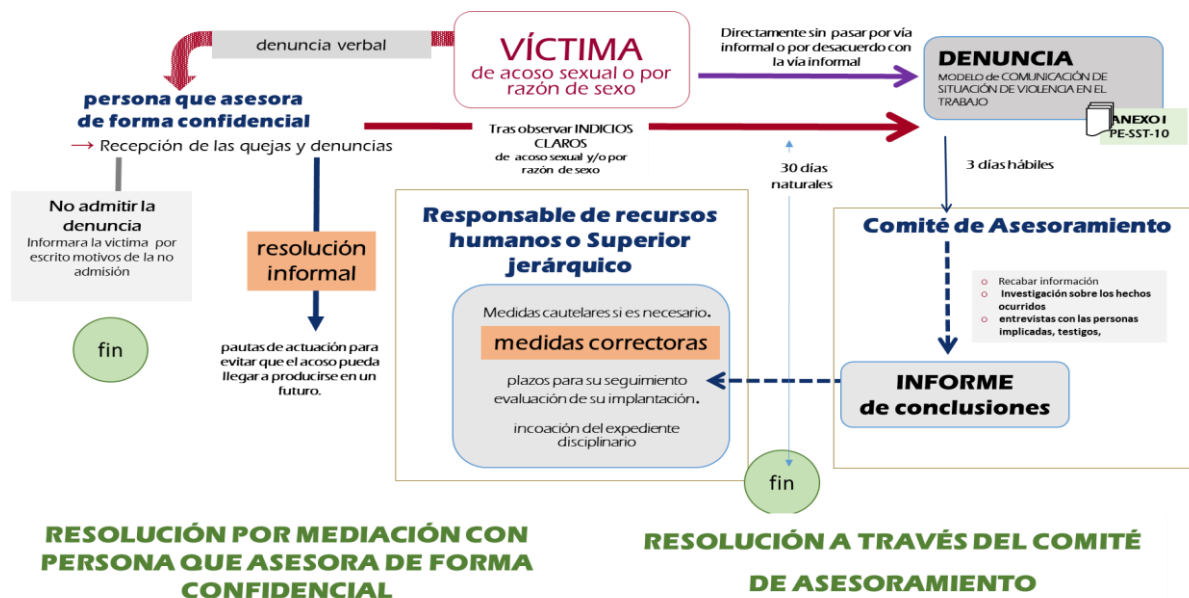 denuncia verbal
VÍCTIMA
de acoso sexual o por
razón de sexo
Directamente sin pasar por vía
informal o por desacuerdo con
la vía informal
DENUNCIA
MODELO de COMUNICACIÓN DE
SITUACIÓN DE VIOLENCIA EN EL
TRABAJO
ANEXO I
PE-SST-10
persona que asesora
de forma confidencial
→ Recepción de las quejas y denuncias
Tras observar INDICIOS
CLAROS
de acoso sexual y/o por
razón de sexo
30 días
naturales
3 días hábiles
No admitir la
denuncia
Informara la victima por
escrito motivos de la no
admisión
fin
resolución
informal
pautas de actuación para
evitar que el acoso pueda
llegar a producirse en un
futuro.
Responsable de recursos
humanos o Superior
jerárquico
Medidas cautelares si es necesario.
medidas correctoras
plazos para su seguimiento
evaluación de su implantación.
incoación del expediente
disciplinario
Comité de Asesoramiento
Recabar información
Investigación sobre los hechos
ocurridos
entrevistas con las personas
implicadas, testigos,
INFORME
de conclusiones
fin
RESOLUCIÓN POR MEDIACIÓN CON
PERSONA QUE ASESORA DE FORMA
CONFIDENCIAL
RESOLUCIÓN A TRAVÉS DEL COMITÉ
DE ASESORAMIENTO